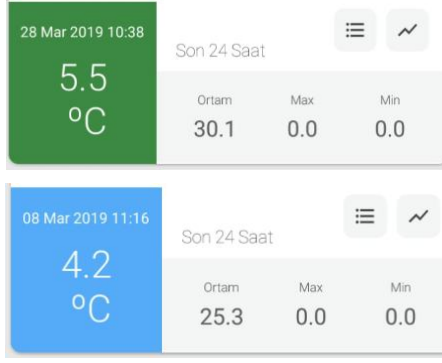 28 Mar 2019 10:38
5.5
°C
Son 24 Saat
Ortam Max Min
30.1 0.0 0.0
08 Mar 2019 11:16
4.2
°C
Son 24 Saat
Ortam Max Min
25.3 0.0 0.0